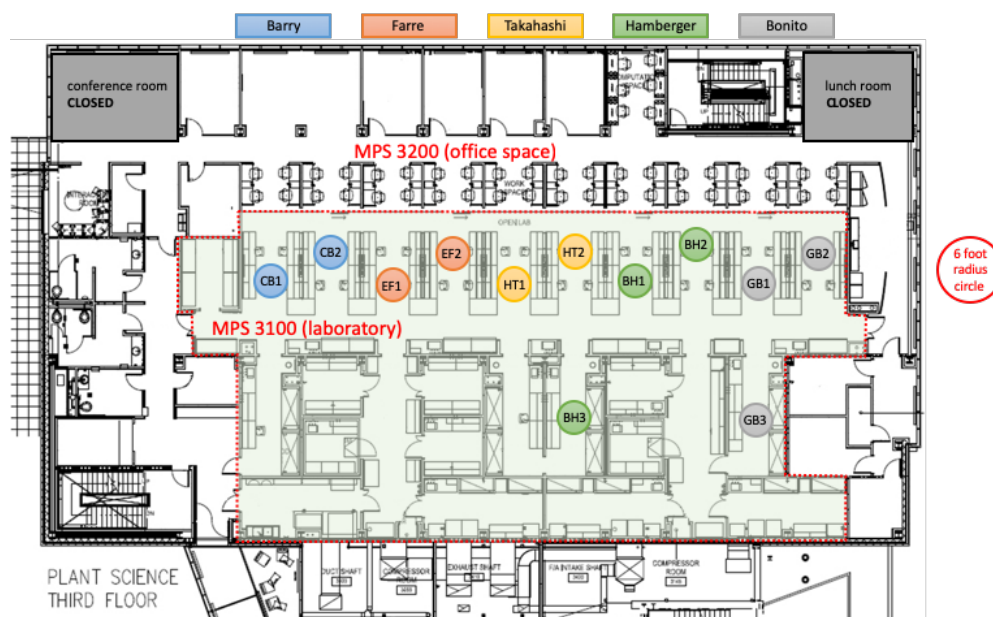 Barry
Farre
Takahashi
Hamberger
Bonito
conference room
CLOSED
lunch room
CLOSED
MPS 3200 (office space)
WORK
OPEN LAB
CB1
CB2
EF1
EF2
HT1
HT2
BH1
BH2
GB1
GB2
6 foot
radius
circle
MPS 3100 (laboratory)
BH3
GB3
PLANT SCIENCE
THIRD FLOOR
DUCT SHAFT
COMPRESSOR
ROOM
EXHAUST SHAFT
F/A INTAKE SHAFT
COMPRESSOR
ROOM